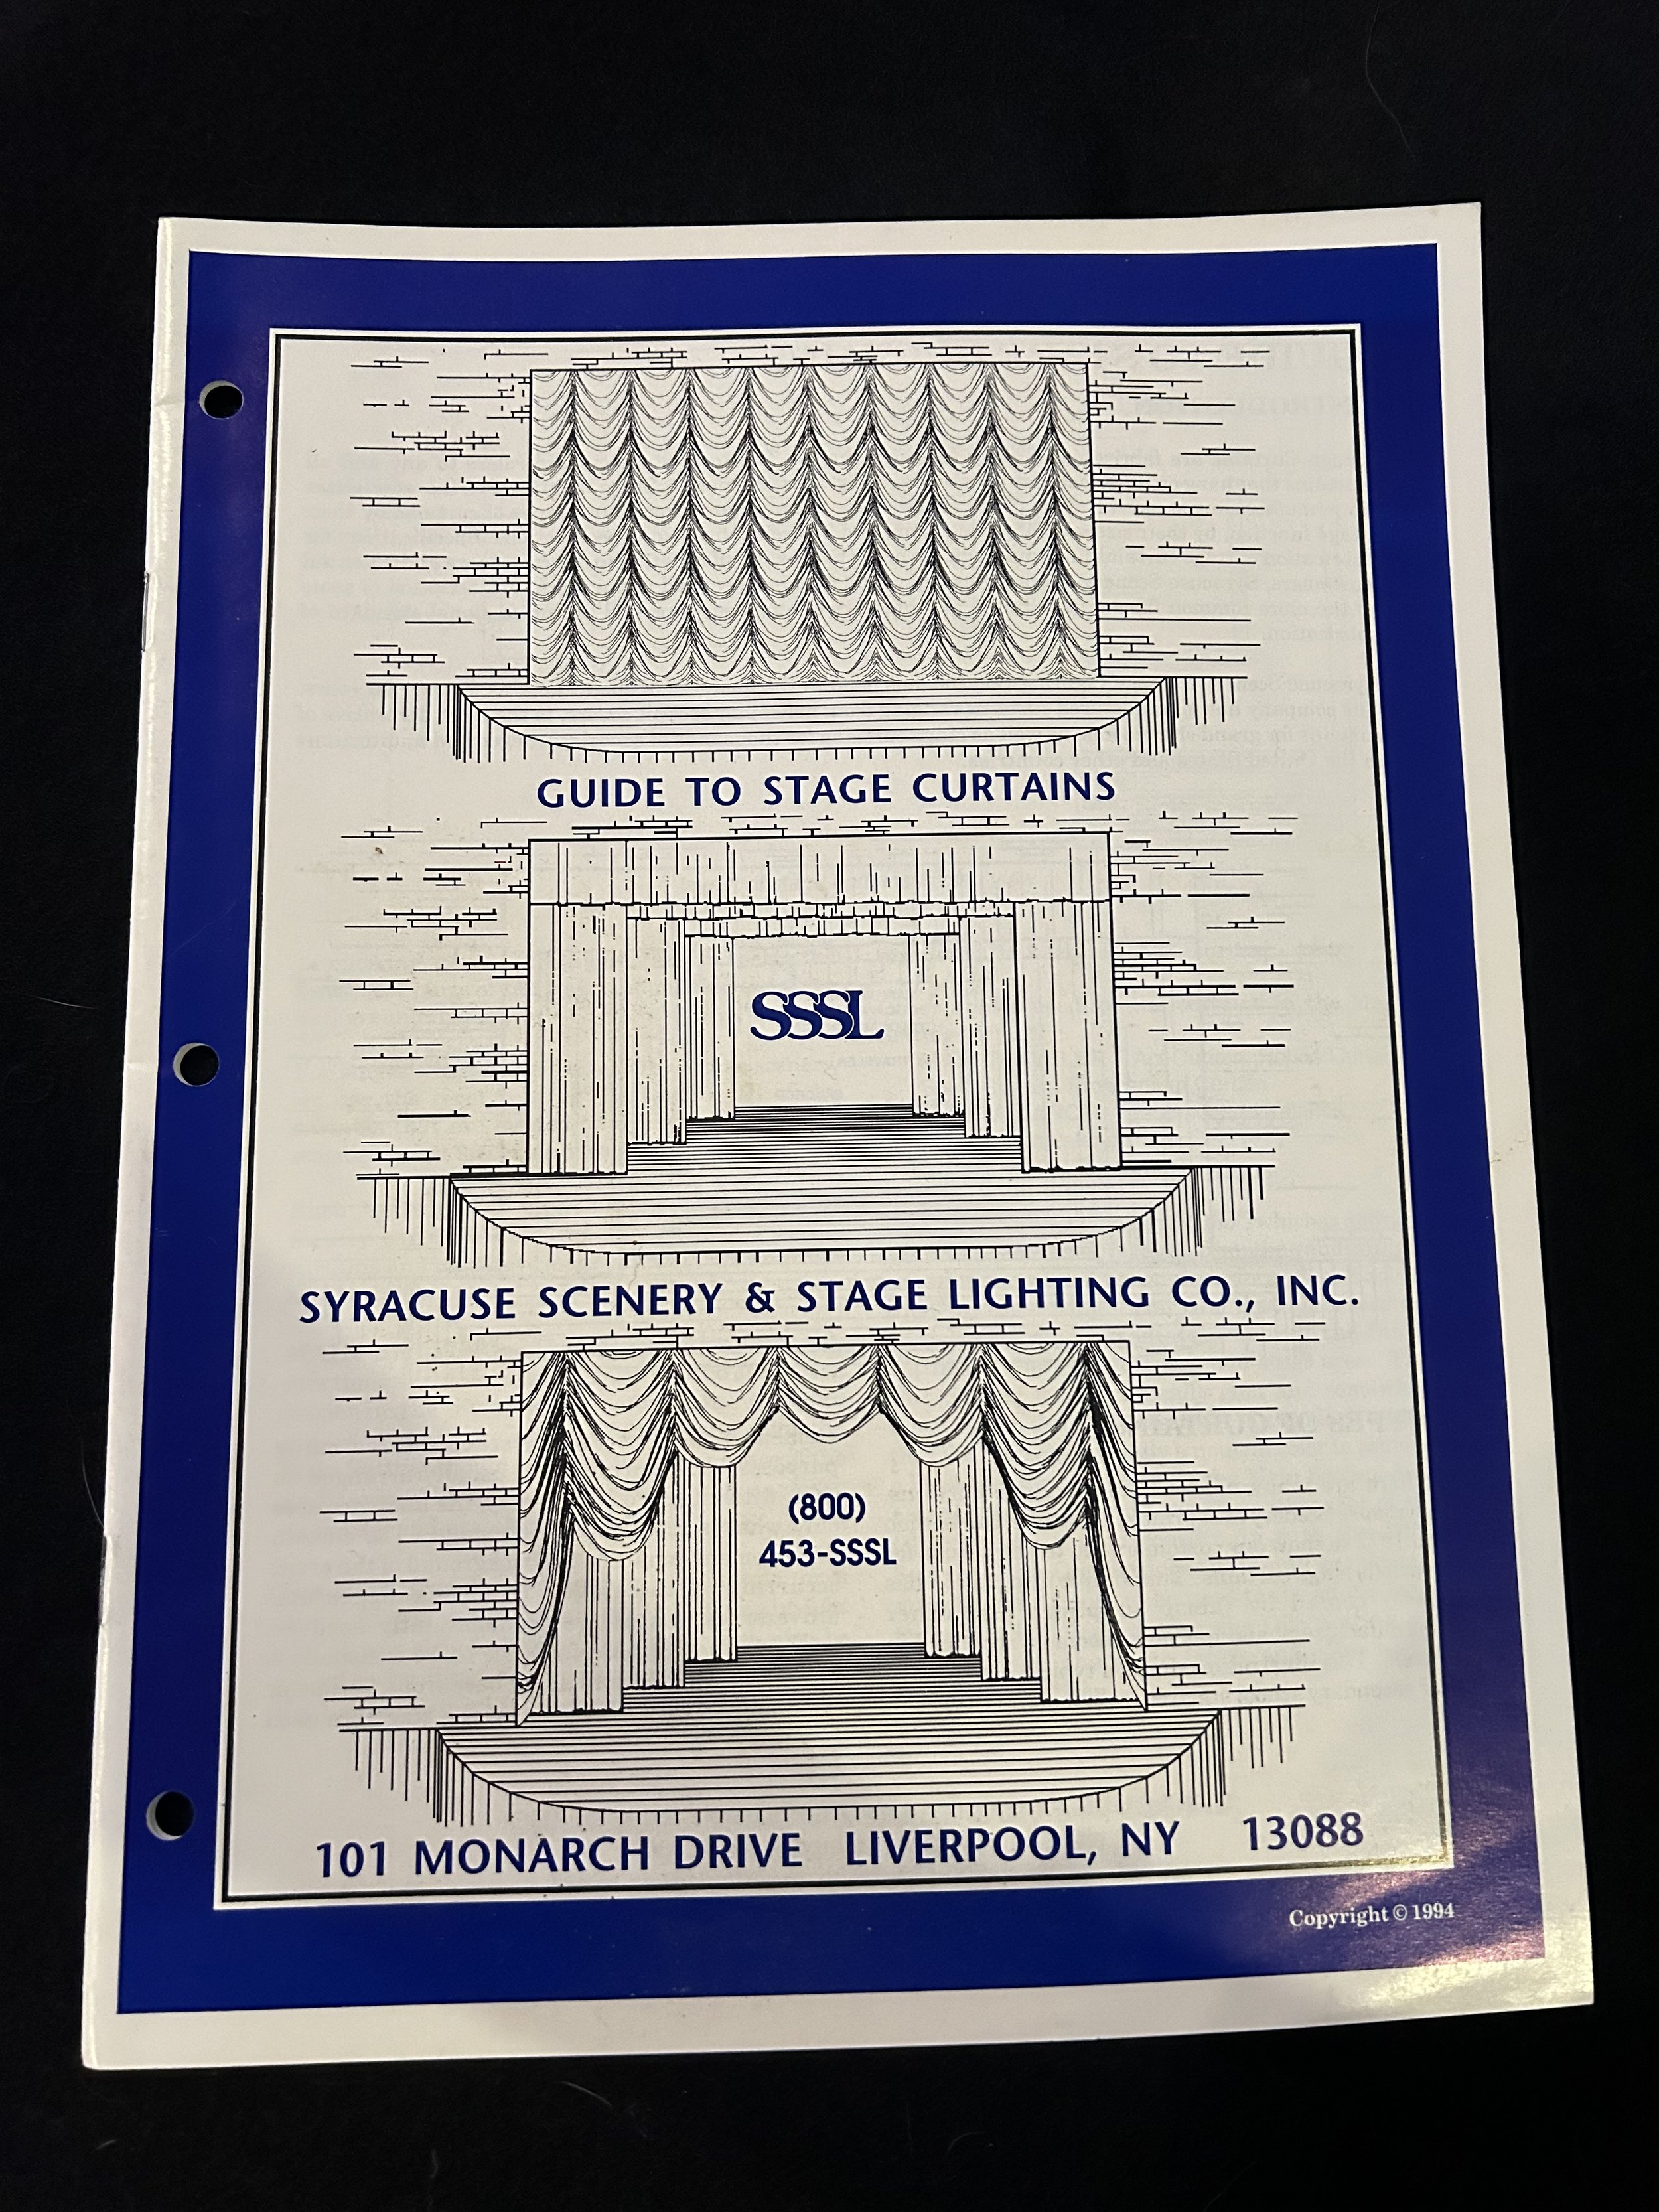 GUIDE TO STAGE CURTAINS
SSSL
SYRACUSE SCENERY & STAGE LIGHTING CO., INC.
(800)
453-SSSL
101 MONARCH DRIVE LIVERPOOL, NY 13088
Copyright © 1994